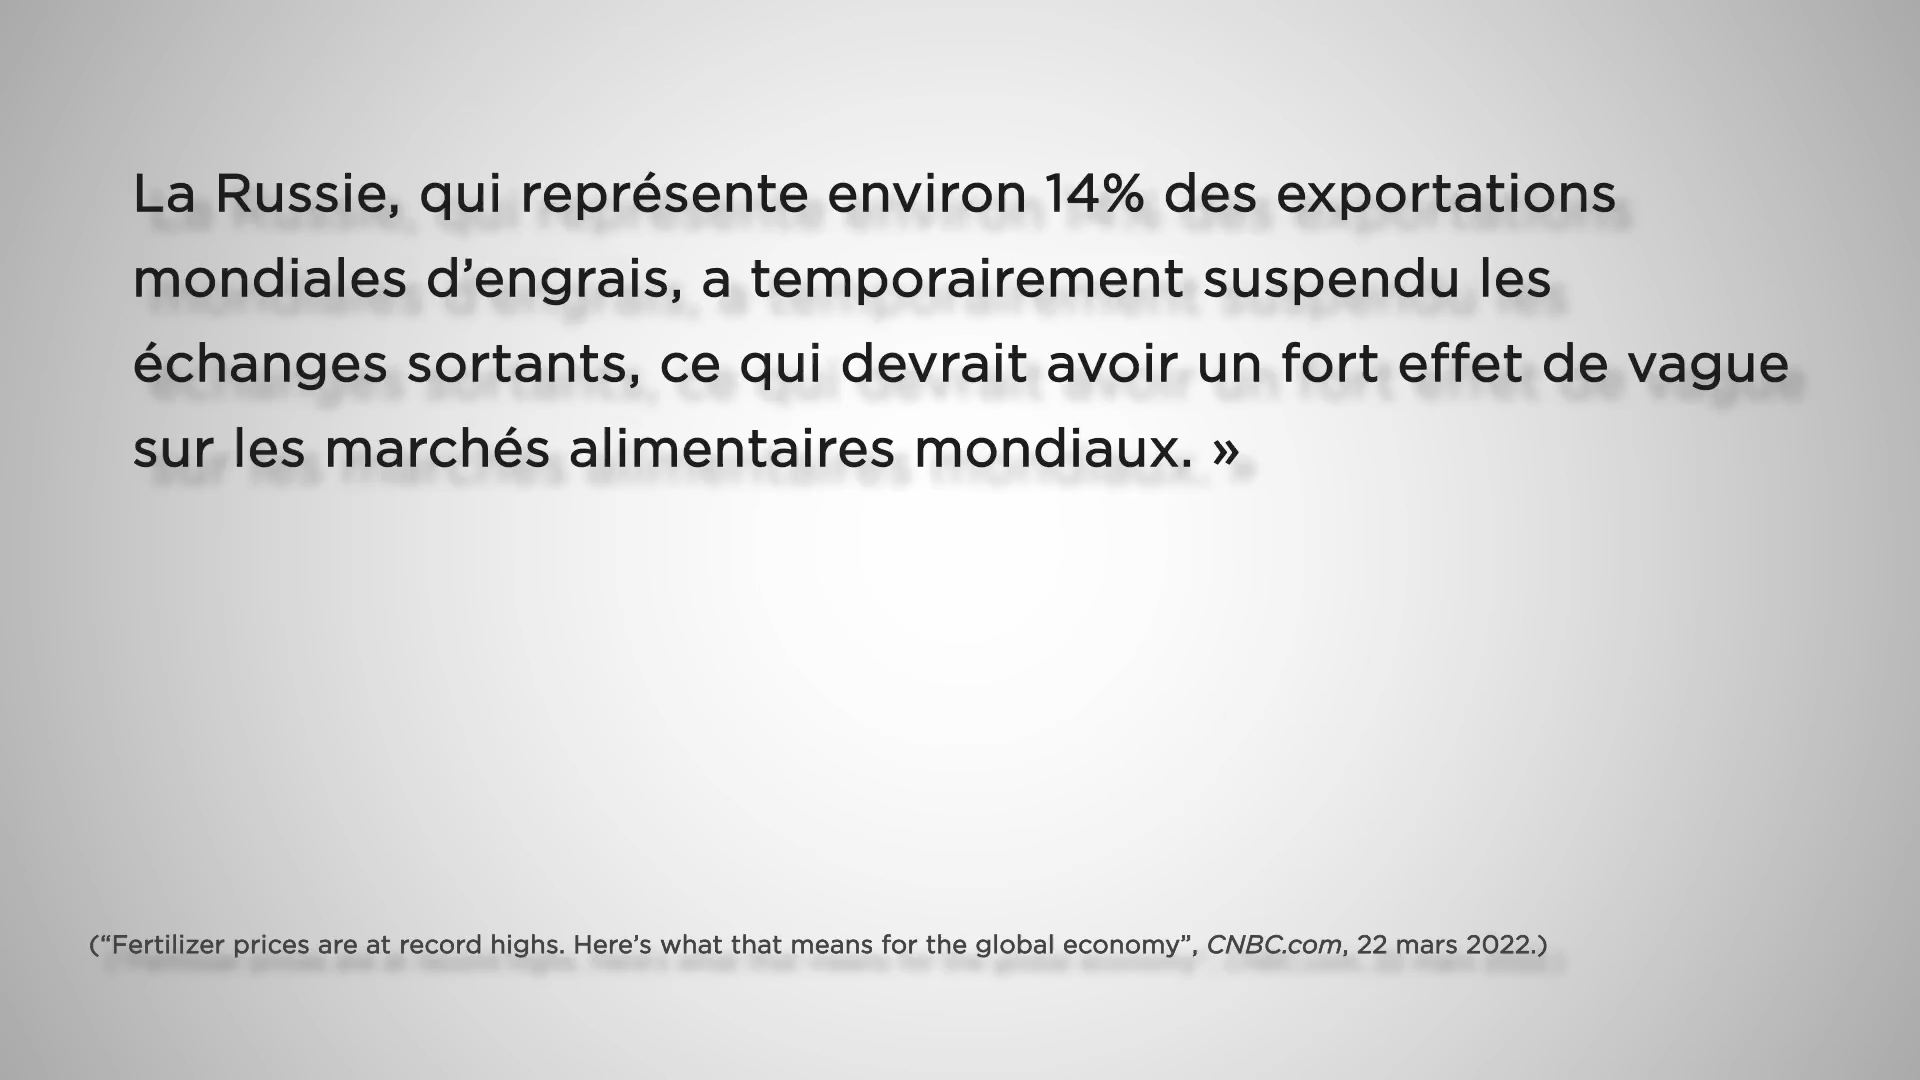 La Russie, qui représente environ 14% des exportations
mondiales d’engrais, a temporairement suspendu les
échanges sortants, ce qui devrait avoir un fort effet de vague
sur les marchés alimentaires mondiaux. »
(“Fertilizer prices are at record highs. Here’s what that means for the global economy”, CNBC.com, 22 mars 2022.)